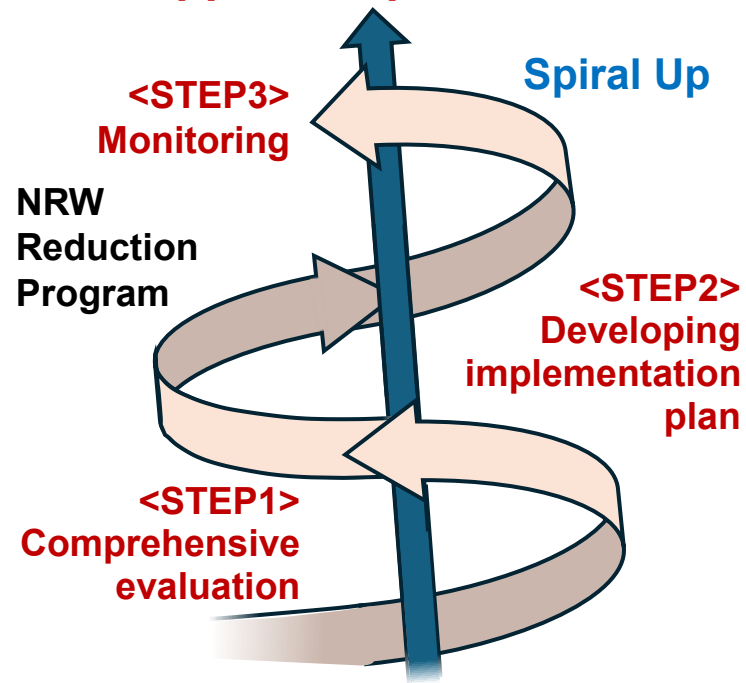 Spiral Up
<STEP3>
Monitoring
NRW
Reduction
Program
<STEP2>
Developing
implementation
plan
<STEP1>
Comprehensive
evaluation